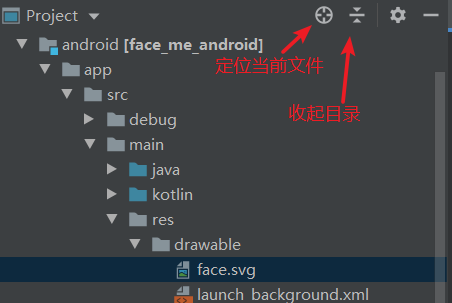 Project
android [face_me_android]
定位当前文件
app
src
收起目录
debug
main
java
kotlin
res
drawable
face.svg
launch_background.xml